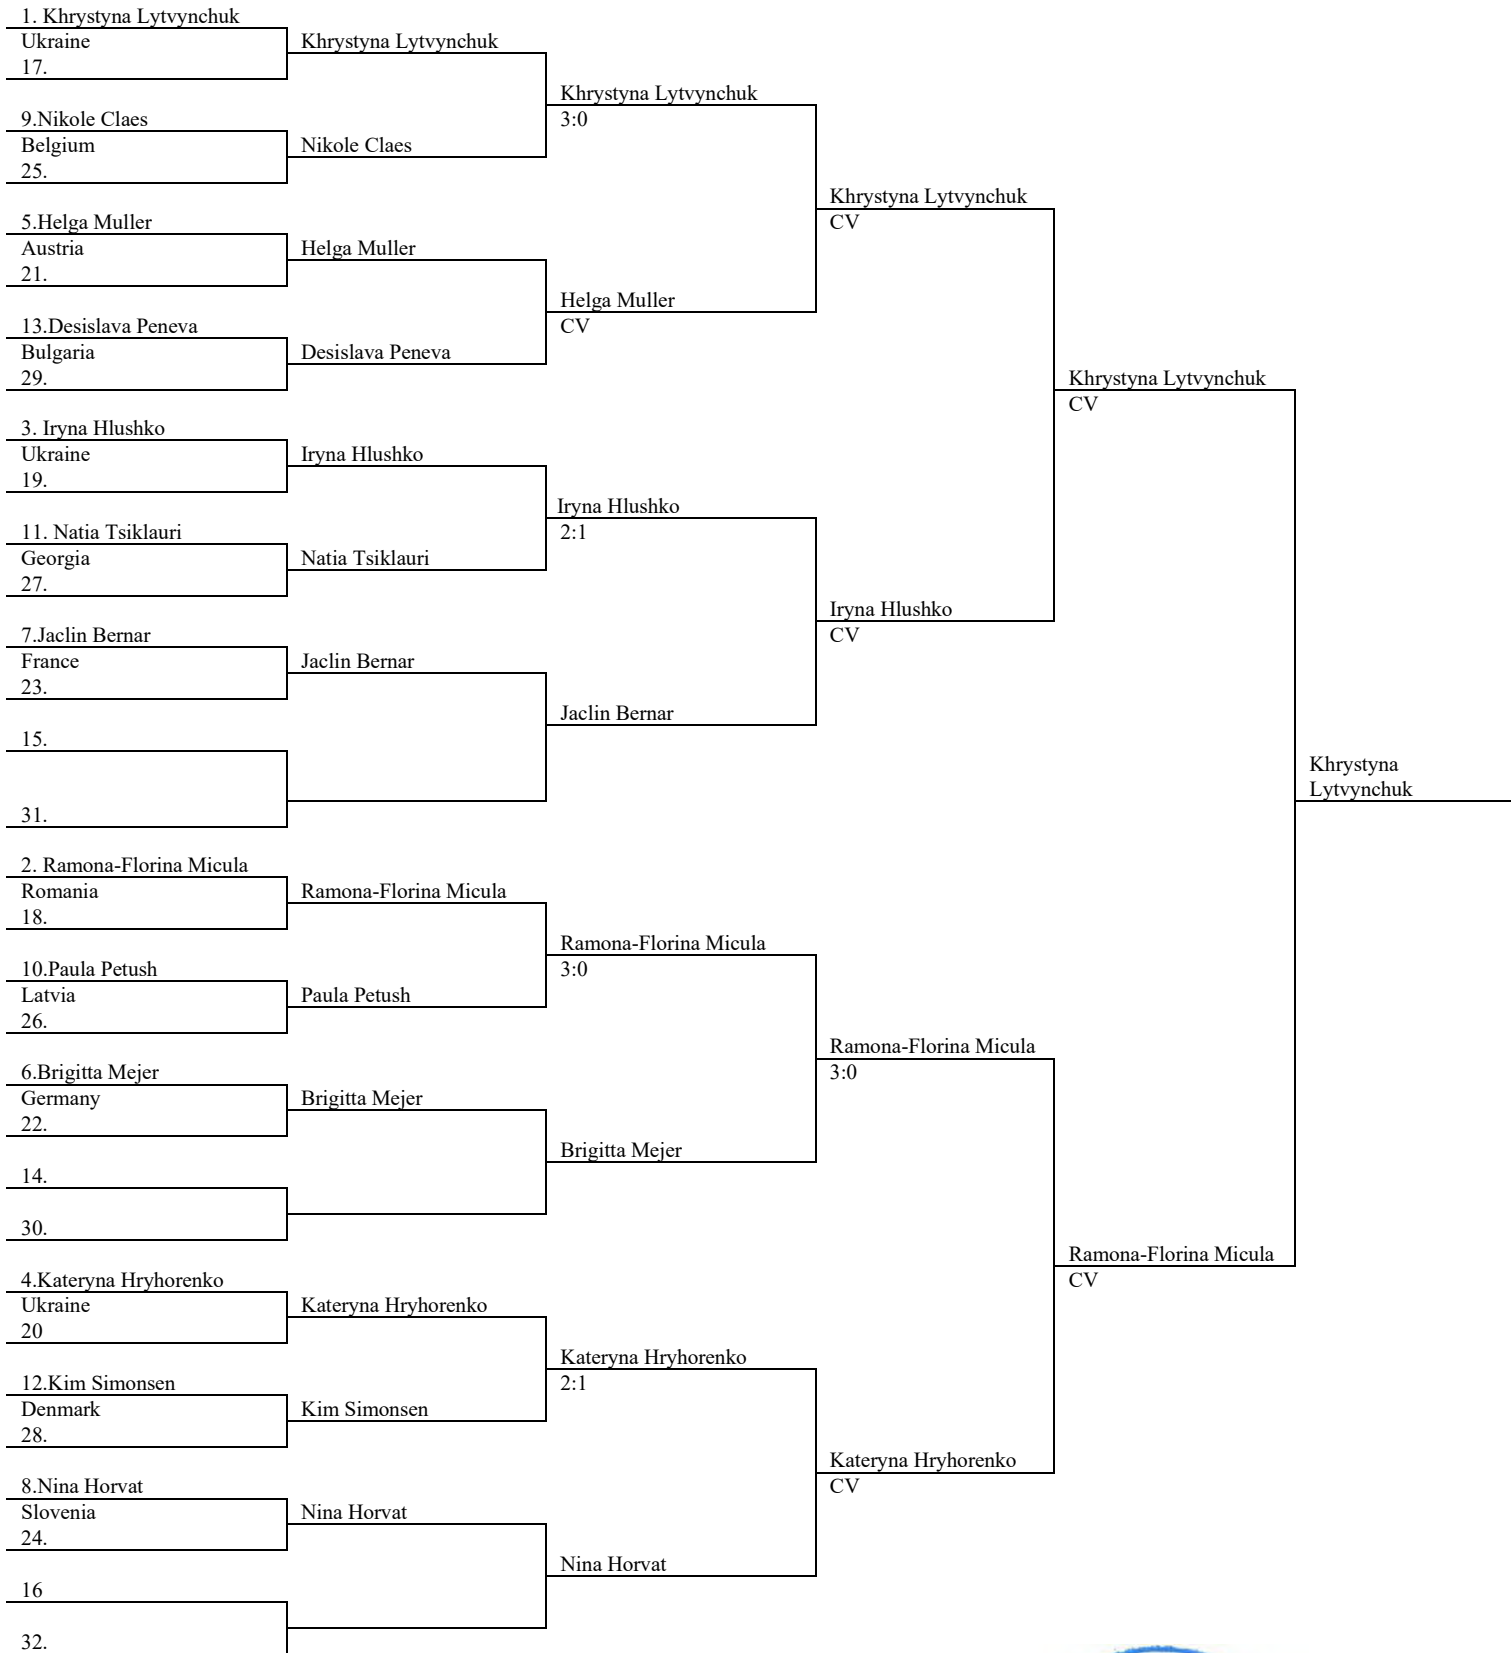 1. Khrystyna Lytvynchuk
Ukraine
17.
9.Nikole Claes
Belgium
25.
5.Helga Muller
Austria
21.
13.Desislava Peneva
Bulgaria
29.
3. Iryna Hlushko
Ukraine
19.
11. Natia Tsiklauri
Georgia
27.
7.Jaclin Bernar
France
23.
15.
31.
2. Ramona-Florina Micula
Romania
18.
10.Paula Petush
Latvia
26.
6.Brigitta Mejer
Germany
22.
14.
30.
4.Kateryna Hryhorenko
Ukraine
20
12.Kim Simonsen
Denmark
28.
8.Nina Horvat
Slovenia
24.
16
32.
Khrystyna Lytvynchuk
Nikole Claes
Helga Muller
Desislava Peneva
Iryna Hlushko
Natia Tsiklauri
Jaclin Bernar
Ramona-Florina Micula
Paula Petush
Brigitta Mejer
Kateryna Hryhorenko
Kim Simonsen
Nina Horvat
Khrystyna Lytvynchuk
3:0
Helga Muller
CV
Iryna Hlushko
2:1
Jaclin Bernar
Ramona-Florina Micula
3:0
Brigitta Mejer
Kateryna Hryhorenko
2:1
Nina Horvat
Khrystyna Lytvynchuk
CV
Iryna Hlushko
CV
Ramona-Florina Micula
3:0
Kateryna Hryhorenko
CV
Khrystyna Lytvynchuk
CV
Ramona-Florina Micula
CV
Khrystyna
Lytvynchuk